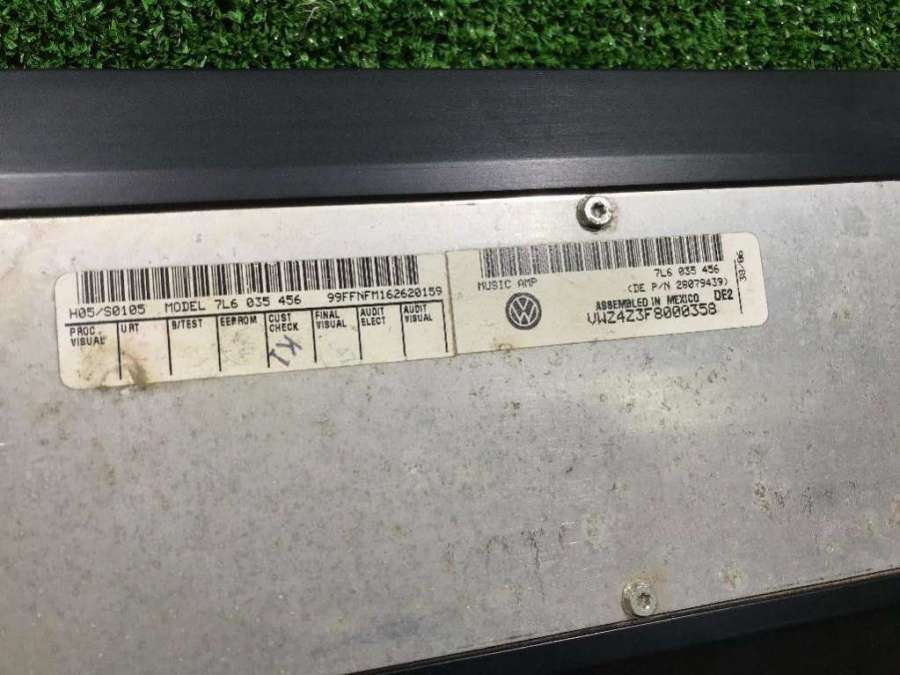 H05/S0105 MODEL 7L6 035 456 99FFNFM162620159
PROC VISUAL
URT
B/TEST
EEPROM
CUST CHECK
FINAL VISUAL
AUDIT ELECT
AUDIT VISUAL
MUSIC AMP 7L6 035 456
(DE P/N 28079439)
ASSEMBLED IN MEXICO DE2
VWZ4Z3F8000358